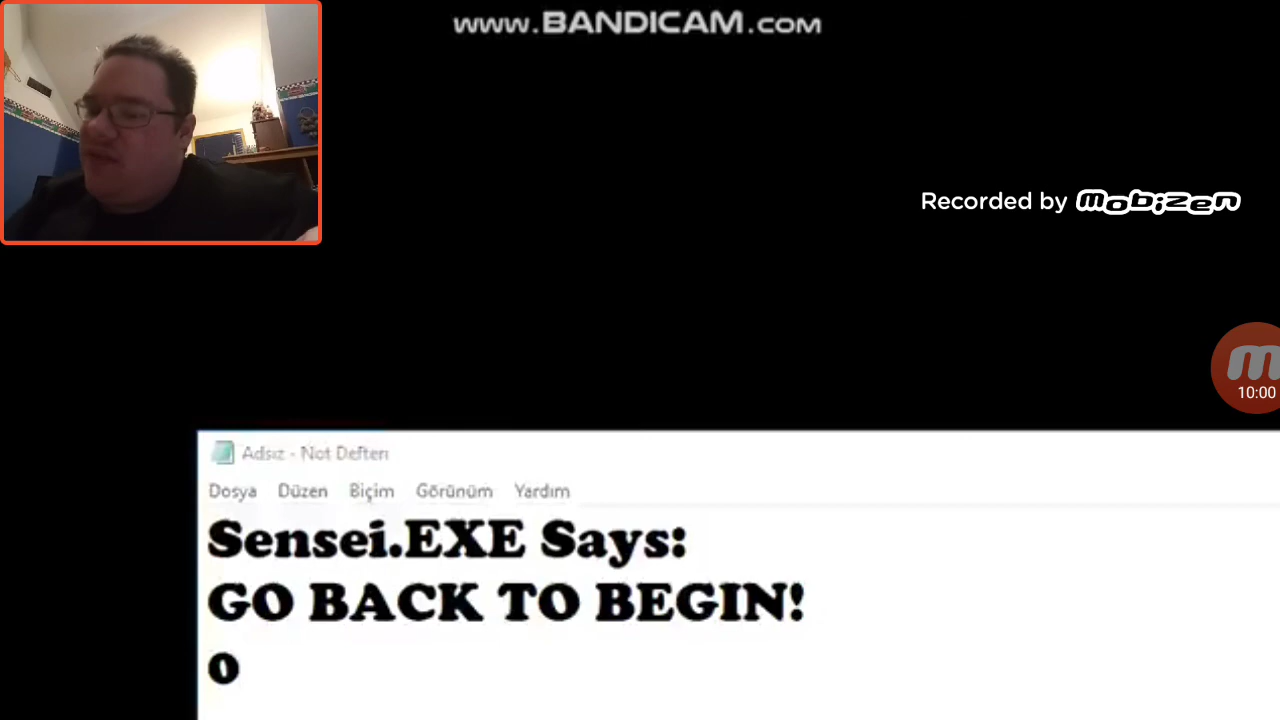 www.BANDICAM.com
Recorded by mobizen
10:00
Adsız - Not Defteri
Dosya Düzen Biçim Görünüm Yardım
Sensei.EXE Says:
GO BACK TO BEGIN!
0